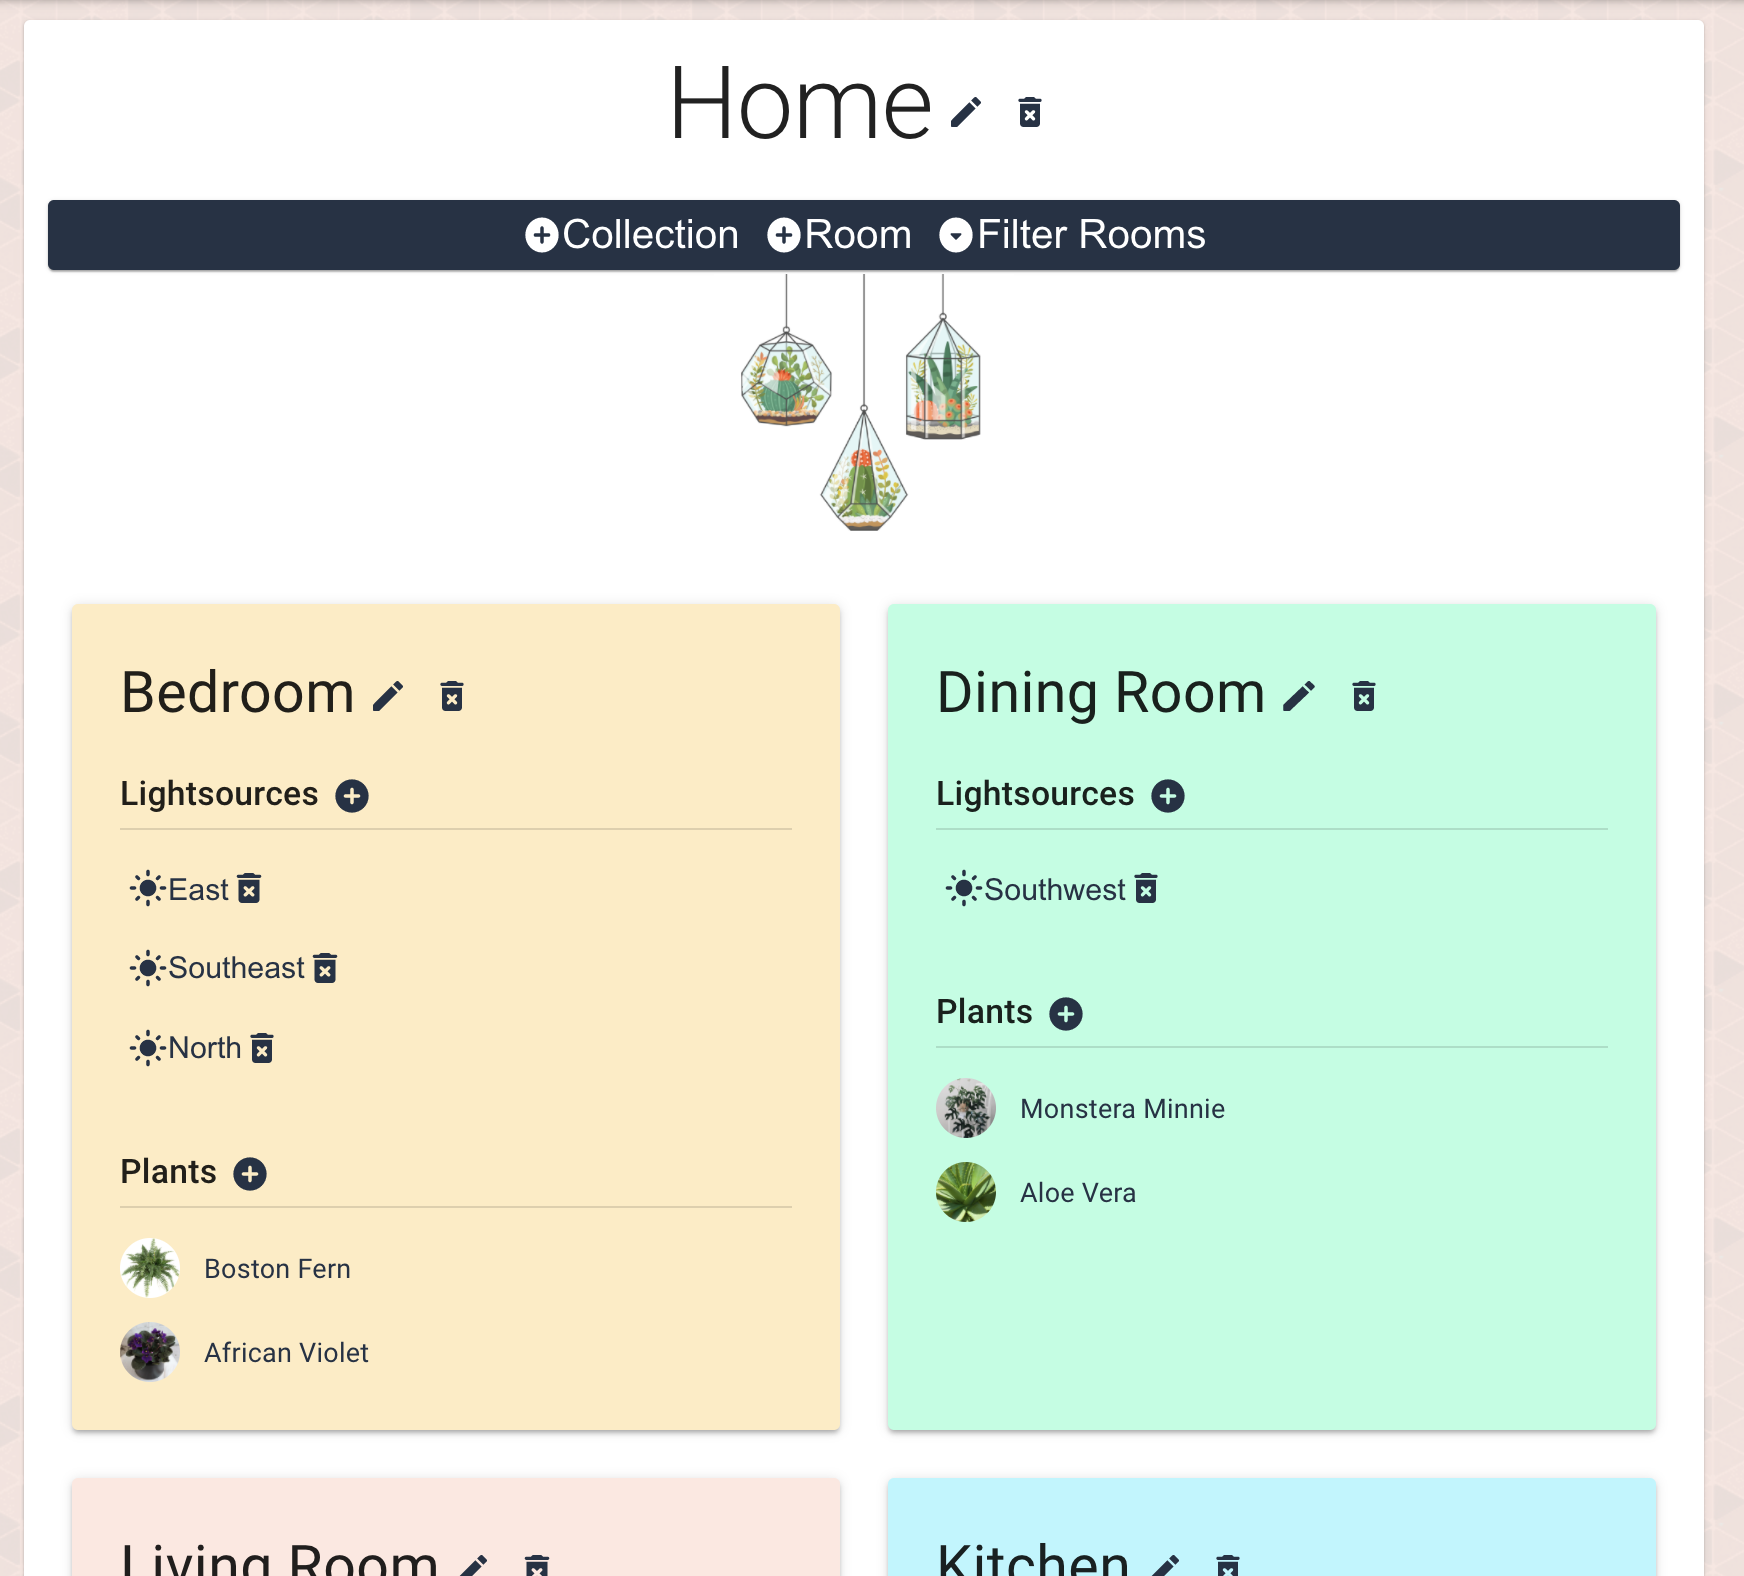 Home
Collection Room Filter Rooms
Bedroom
Lightsources
East
Southeast
North
Plants
Boston Fern
African Violet
Dining Room
Lightsources
Southwest
Plants
Monstera Minnie
Aloe Vera
Living Room
Kitchen